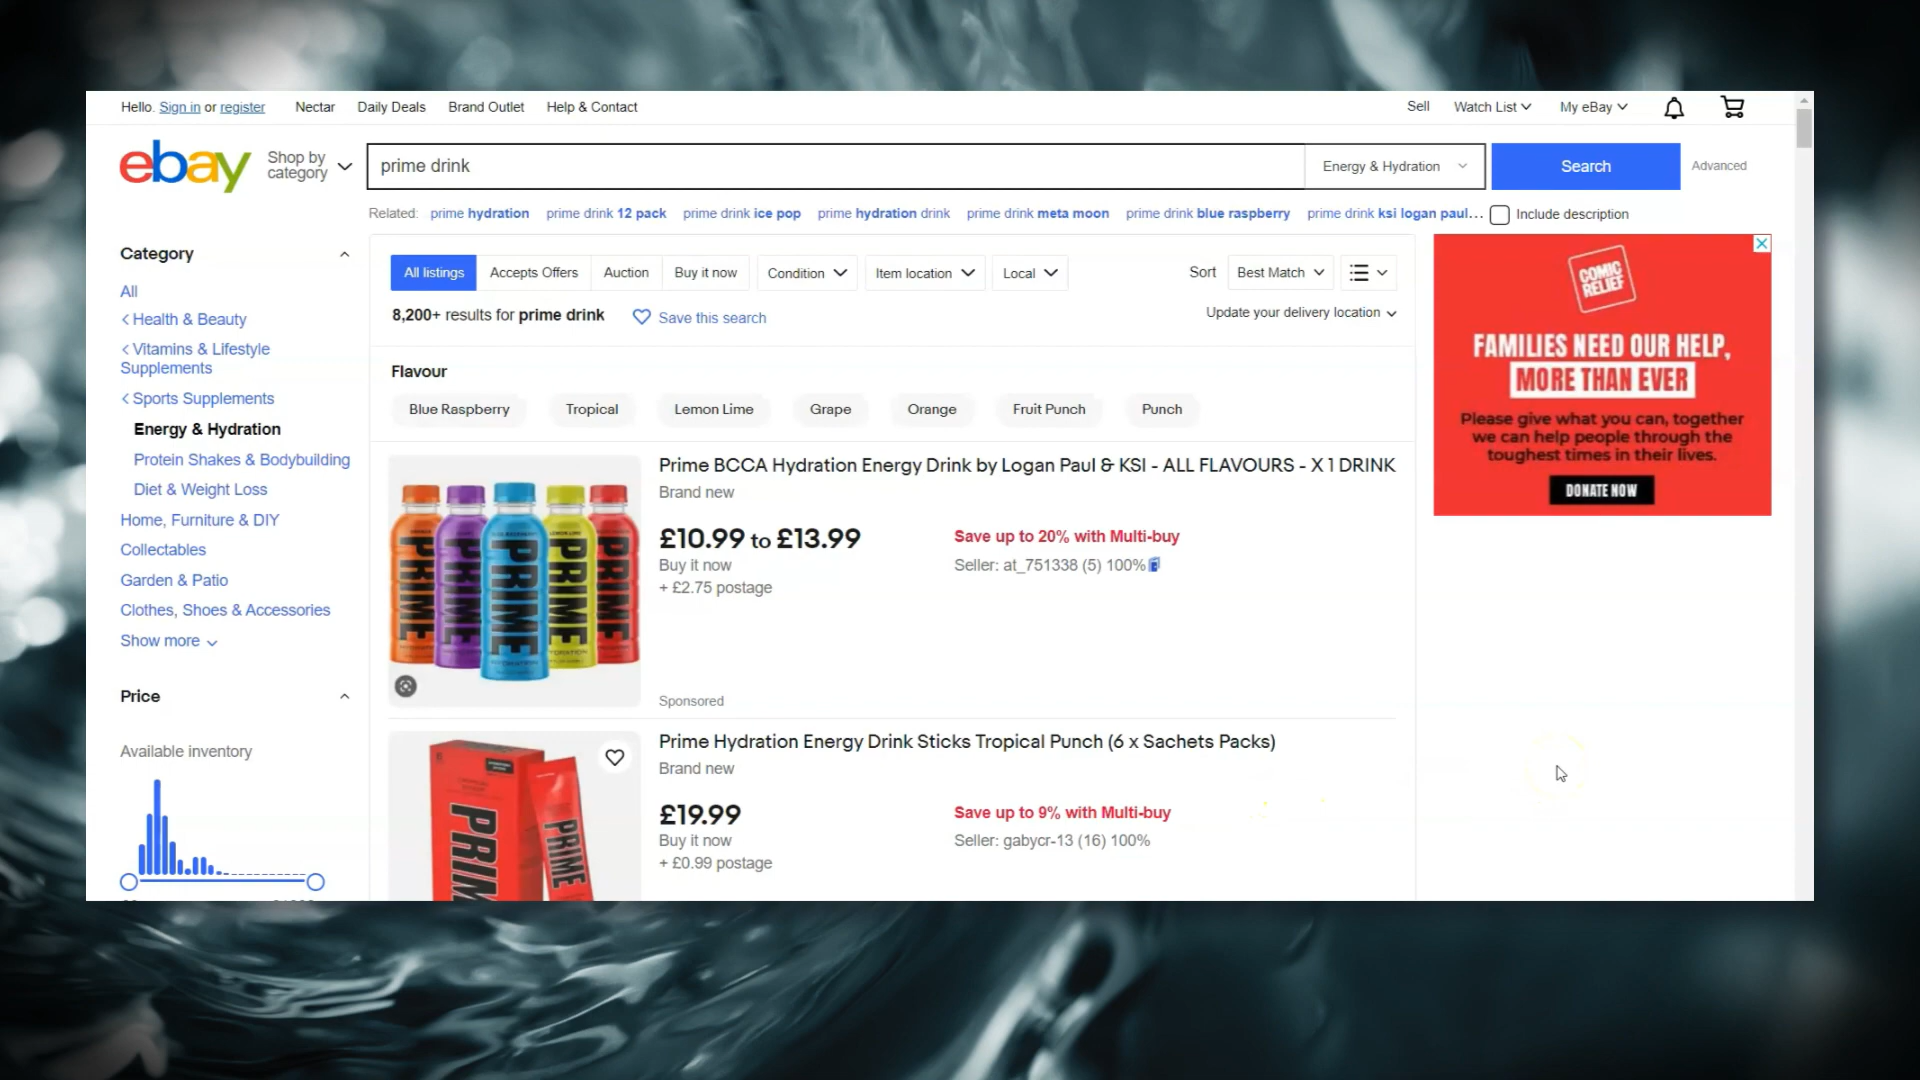 Hello. Sign in or register
Nectar
Daily Deals
Brand Outlet
Help & Contact
Sell
Watch List
My eBay
ebay
Shop by
category
prime drink
Energy & Hydration
Search
Advanced
Related:
prime hydration
prime drink 12 pack
prime drink ice pop
prime hydration drink
prime drink meta moon
prime drink blue raspberry
prime drink ksi logan paul...
Include description
Category
All
Health & Beauty
Vitamins & Lifestyle
Supplements
Sports Supplements
Energy & Hydration
Protein Shakes & Bodybuilding
Diet & Weight Loss
Home, Furniture & DIY
Collectables
Garden & Patio
Clothes, Shoes & Accessories
Show more
Price
Available inventory
All listings
Accepts Offers
Auction
Buy it now
Condition
Item location
Local
Sort
Best Match
8,200+ results for prime drink
Save this search
Update your delivery location
Flavour
Blue Raspberry
Tropical
Lemon Lime
Grape
Orange
Fruit Punch
Punch
PRIME
PRIME
PRIME
PRIME
PRIME
HYDRATION
Prime BCCA Hydration Energy Drink by Logan Paul & KSI - ALL FLAVOURS - X 1 DRINK
Brand new
£10.99 to £13.99
Buy it now
+ £2.75 postage
Save up to 20% with Multi-buy
Seller: at_751338 (5) 100%
Sponsored
PRIM
PRIME
Prime Hydration Energy Drink Sticks Tropical Punch (6 x Sachets Packs)
Brand new
£19.99
Buy it now
+ £0.99 postage
Save up to 9% with Multi-buy
Seller: gabycr-13 (16) 100%
COMIC
RELIEF
FAMILIES NEED OUR HELP,
MORE THAN EVER
Please give what you can, together
we can help people through the
toughest times in their lives.
DONATE NOW